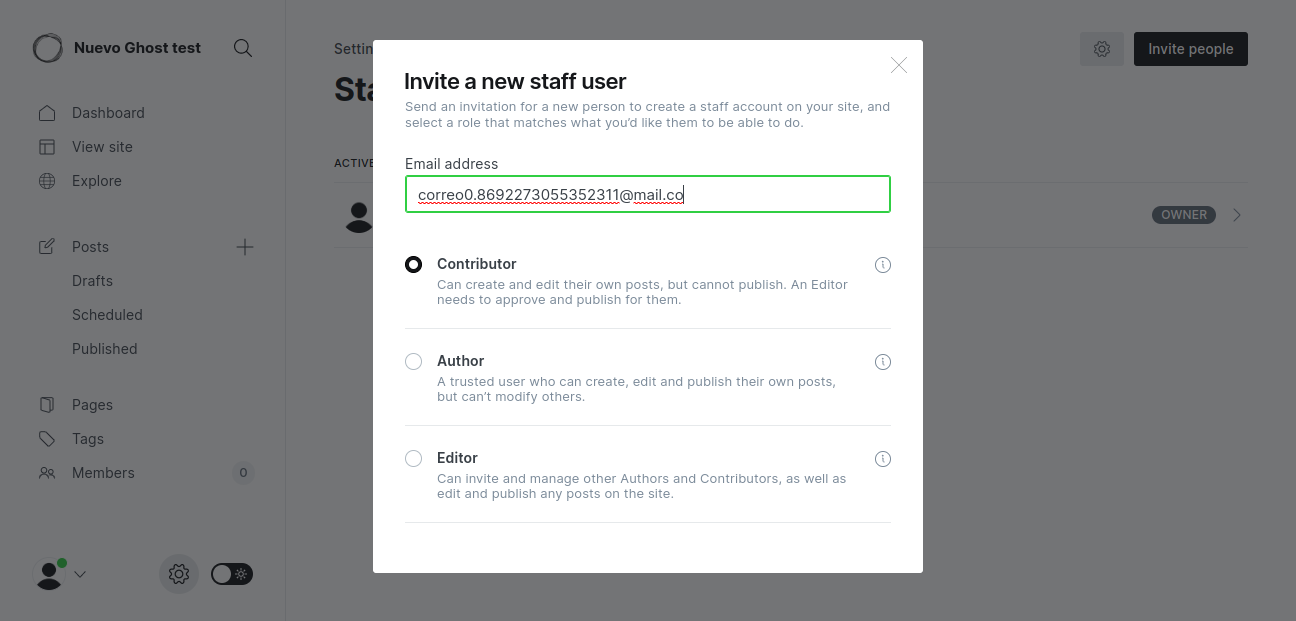 Nuevo Ghost test
Dashboard
View site
Explore
Posts
Drafts
Scheduled
Published
Pages
Tags
Members
0
Settin
Invite people
Sta
ACTIVE
OWNER
Invite a new staff user
Send an invitation for a new person to create a staff account on your site, and
select a role that matches what you’d like them to be able to do.
Email address
correo0.8692273055352311@mail.co
Contributor
Can create and edit their own posts, but cannot publish. An Editor
needs to approve and publish for them.
Author
A trusted user who can create, edit and publish their own posts,
but can’t modify others.
Editor
Can invite and manage other Authors and Contributors, as well as
edit and publish any posts on the site.